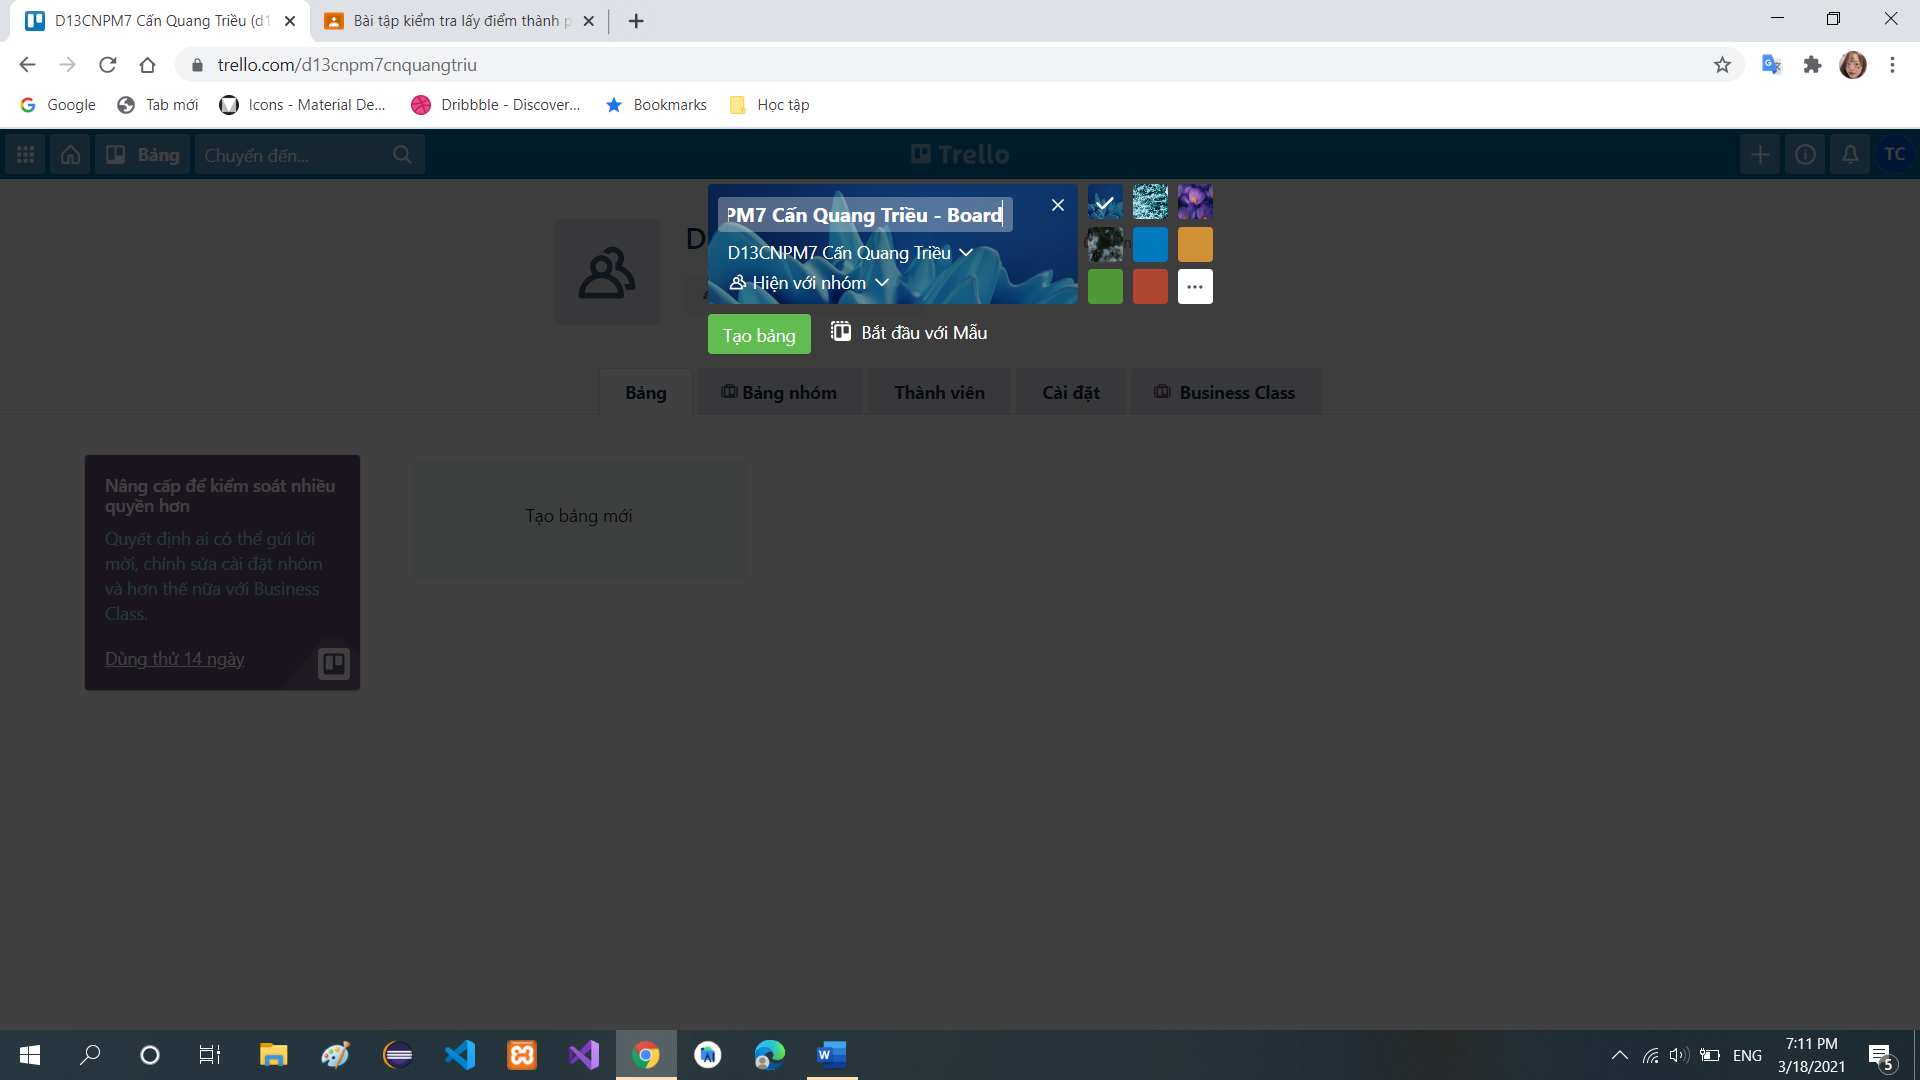 D13CNPM7 Cấn Quang Triều (d1
Bài tập kiểm tra lấy điểm thành p
trello.com/d13cnpm7cnquangtriu
Google
Tab mới
Icons - Material De...
Dribbble - Discover...
Bookmarks
Học tập
Bảng
Chuyển đến...
Trello
TC
PM7 Cấn Quang Triều - Board
D
D13CNPM7 Cấn Quang Triều
Hiện với nhóm
Tạo bảng
Bắt đầu với Mẫu
Bảng
Bảng nhóm
Thành viên
Cài đặt
Business Class
Nâng cấp để kiểm soát nhiều
quyền hơn
Quyết định ai có thể gửi lời
mời, chỉnh sửa cài đặt nhóm
và hơn thế nữa với Business
Class.
Dùng thử 14 ngày
Tạo bảng mới
ENG
7:11 PM
3/18/2021
5